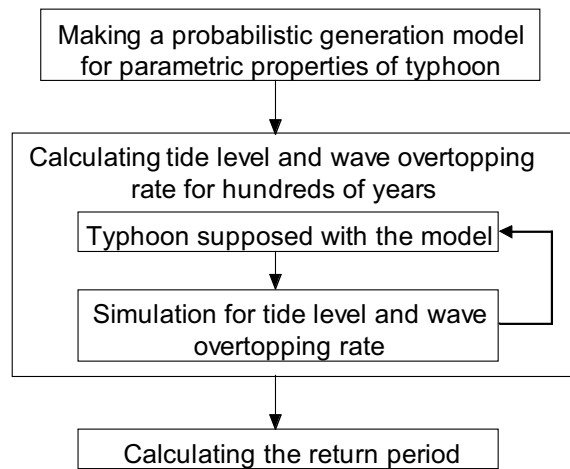 Making a probabilistic generation model
for parametric properties of typhoon
Calculating tide level and wave overtopping
rate for hundreds of years
Typhoon supposed with the model
Simulation for tide level and wave
overtopping rate
Calculating the return period